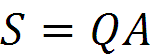 S = QA